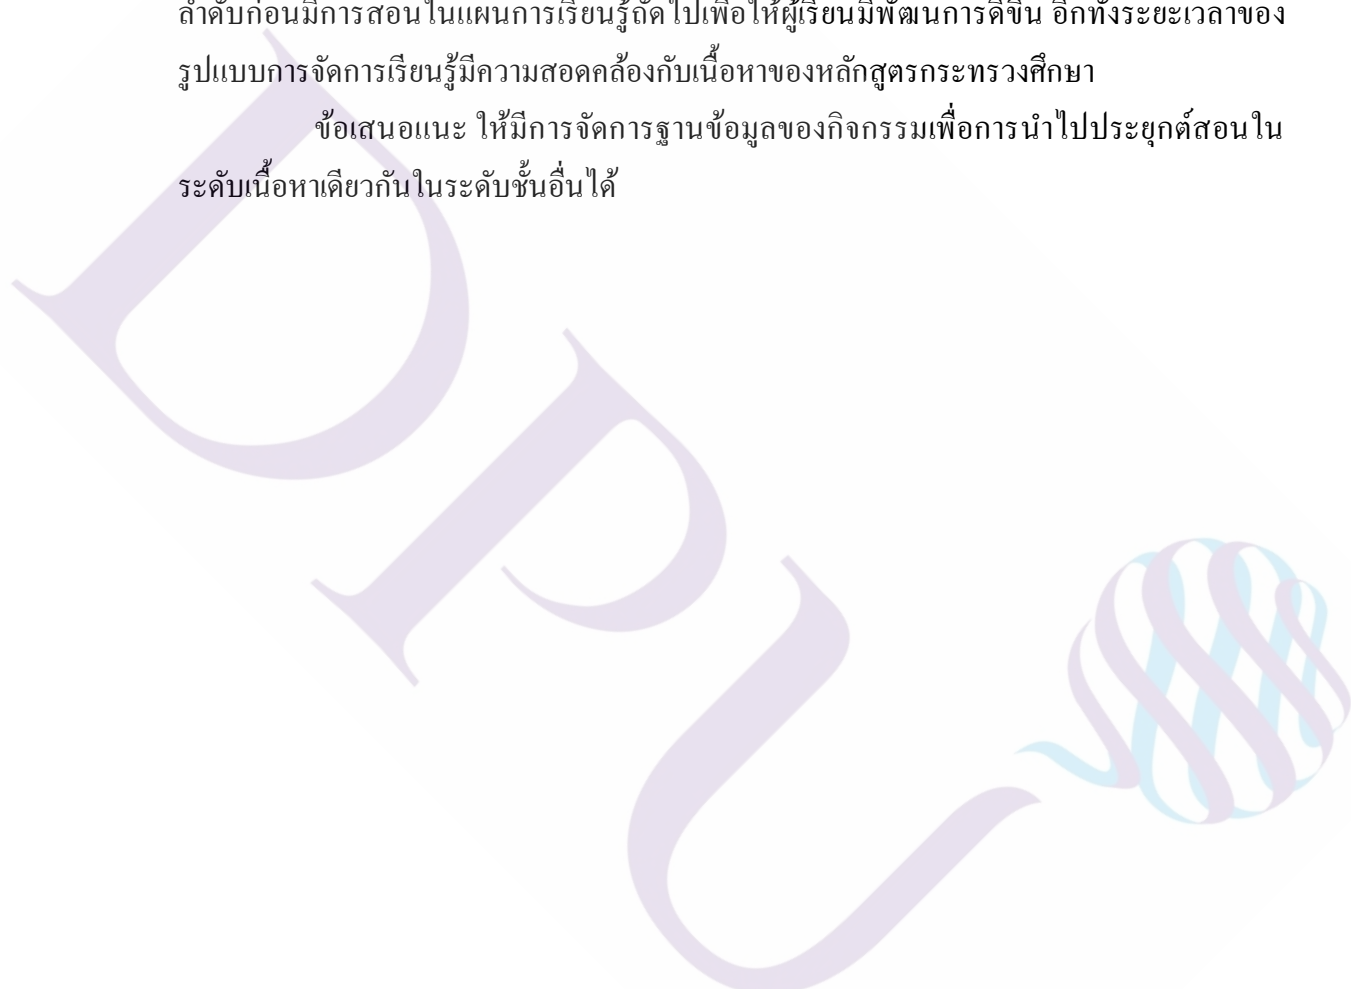 ลำดับก่อนมีการสอนในแผนการเรียนรู้ถัดไปเพื่อให้ผู้เรียนมีพัฒนการดีขึ้น อีกทั้งระยะเวลาของ
รูปแบบการจัดการเรียนรู้มีความสอดคล้องกับเนื้อหาของหลักสูตรกระทรวงศึกษา
ข้อเสนอแนะ ให้มีการจัดการฐานข้อมูลของกิจกรรมเพื่อการนำไปประยุกต์สอนใน
ระดับเนื้อหาเดียวกันในระดับชั้นอื่นได้
DPU